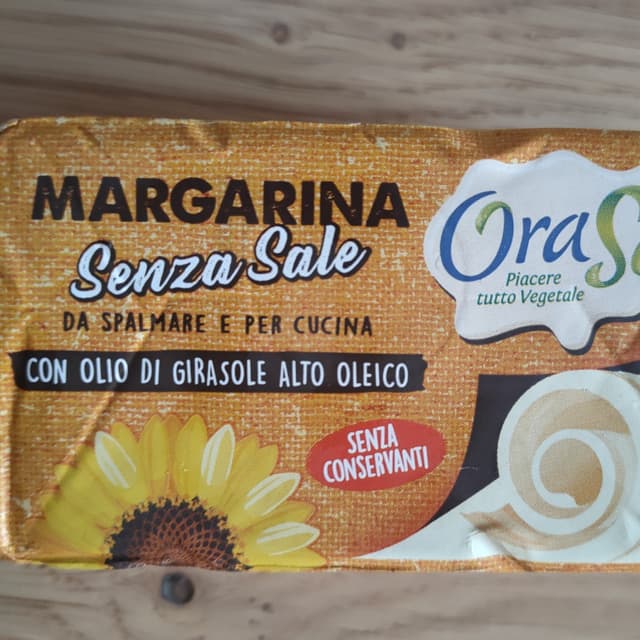 MARGARINA
Senza Sale
DA SPALMARE E PER CUCINA
CON OLIO DI GIRASOLE ALTO OLEICO
SENZA
CONSERVANTI
Ora
Piacere
tutto Vegetale